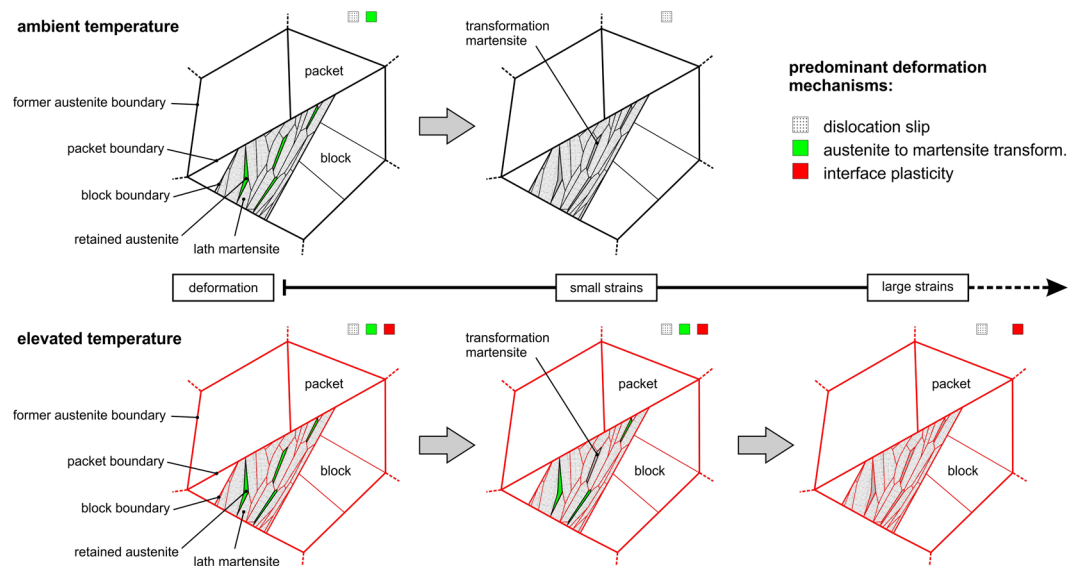 ambient temperature
former austenite boundary
packet boundary
block boundary
retained austenite
lath martensite
packet
block
transformation
martensite
predominant deformation
mechanisms:
dislocation slip
austenite to martensite transform.
interface plasticity
deformation
small strains
large strains
elevated temperature
former austenite boundary
packet boundary
block boundary
retained austenite
lath martensite
packet
block
transformation
martensite
packet
block
packet
block